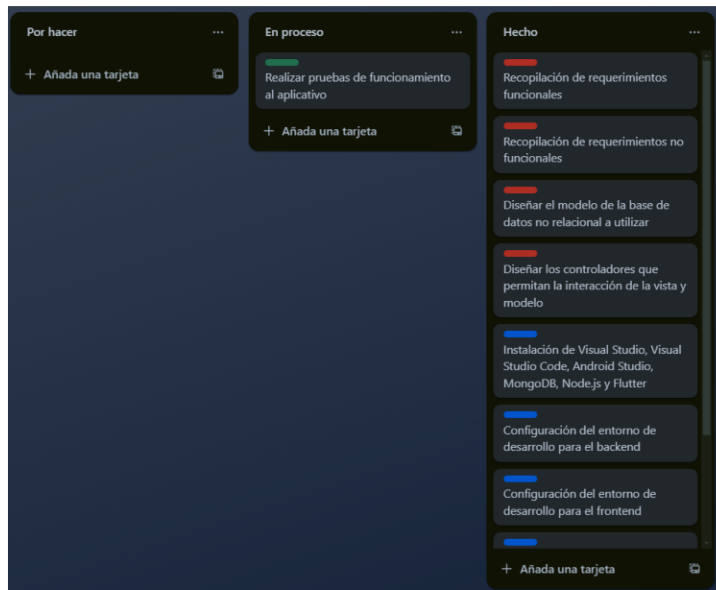 Por hacer
+ Añada una tarjeta
En proceso
Realizar pruebas de funcionamiento
al aplicativo
+ Añada una tarjeta
Hecho
Recopilación de requerimientos
funcionales
Recopilación de requerimientos no
funcionales
Diseñar el modelo de la base de
datos no relacional a utilizar
Diseñar los controladores que
permitan la interacción de la vista y
modelo
Instalación de Visual Studio, Visual
Studio Code, Android Studio,
MongoDB, Node.js y Flutter
Configuración del entorno de
desarrollo para el backend
Configuración del entorno de
desarrollo para el frontend
+ Añada una tarjeta